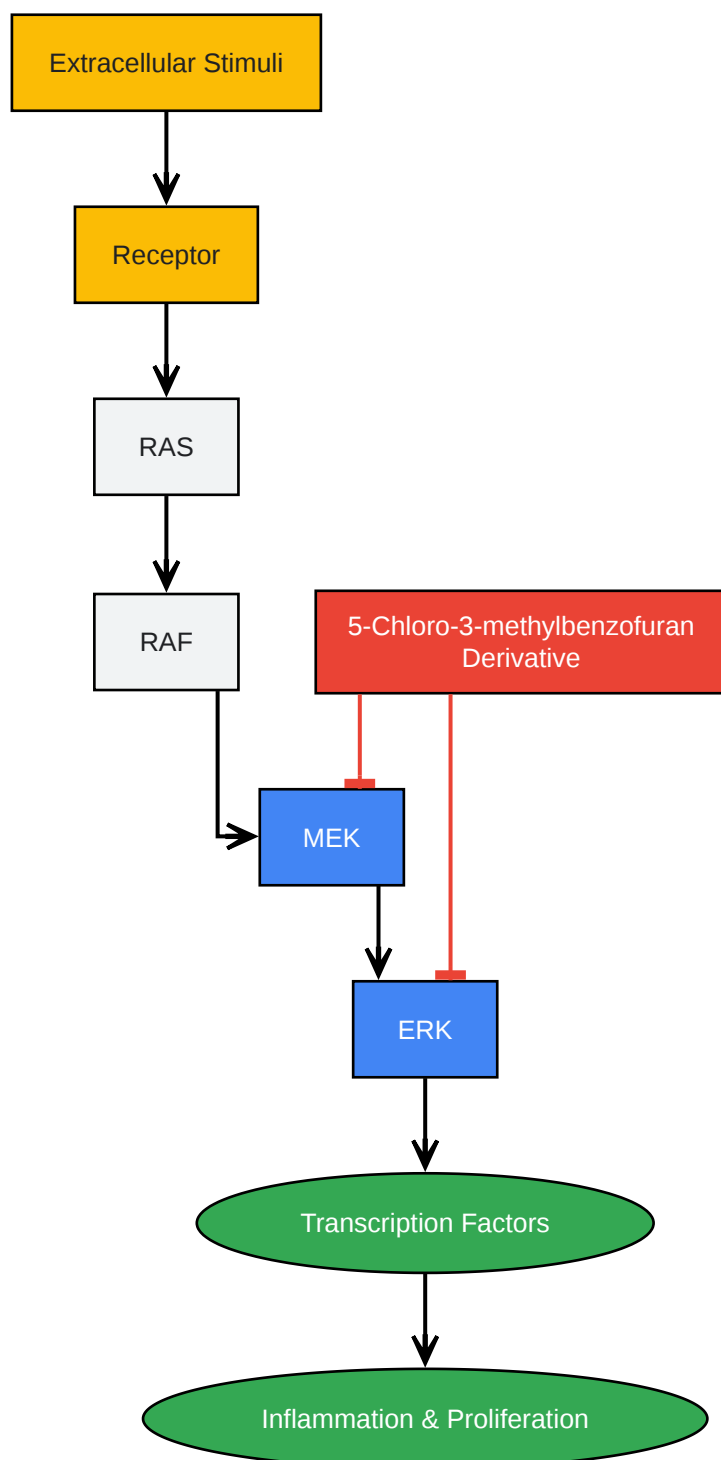 Extracellular Stimuli
Receptor
RAS
RAF
5-Chloro-3-methylbenzofuran
Derivative
MEK
ERK
Transcription Factors
Inflammation & Proliferation